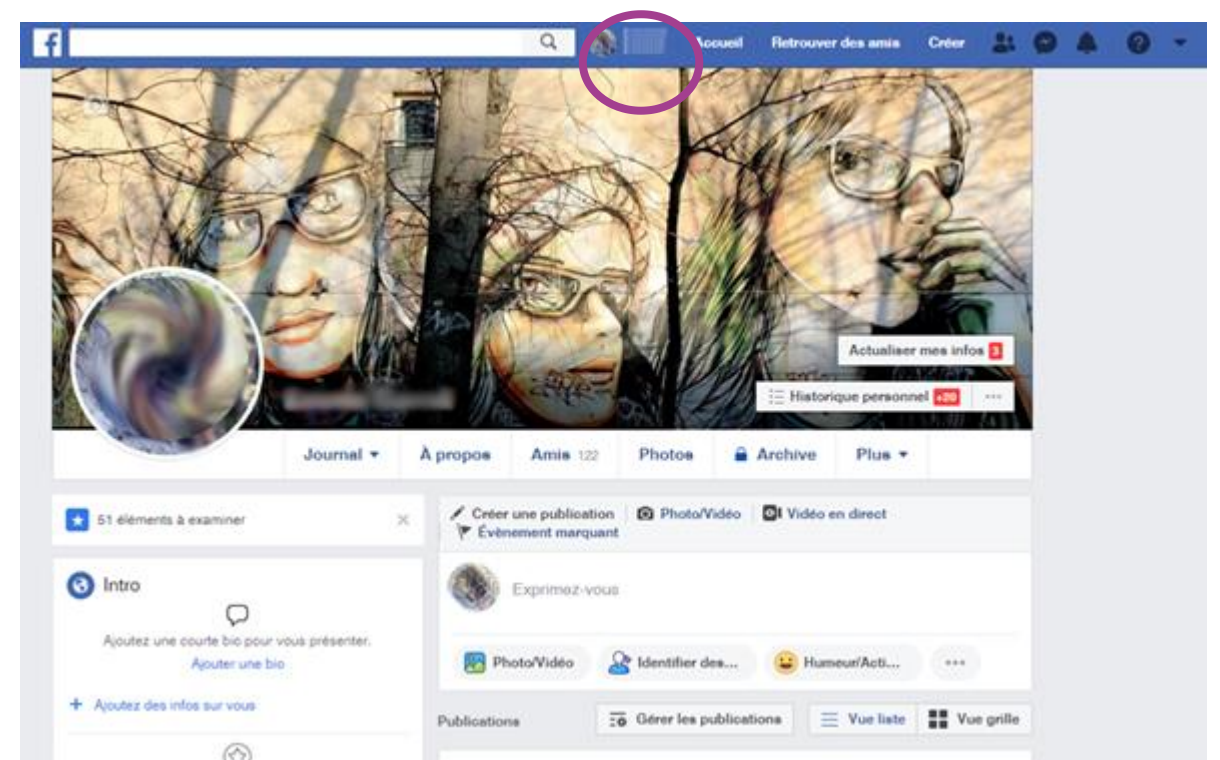 f
Accueil Retrouver des amis Créer
Actualiser mes infos 3
Historique personnel +20
Journal À propos Amis 122 Photos Archive Plus
51 éléments à examiner
Créer une publication Photo/Vidéo Vidéo en direct
Évènement marquant
Intro
Exprimez-vous
Ajoutez une courte bio pour vous présenter.
Ajouter une bio
Photo/Vidéo Identifier des... Humeur/Acti...
+ Ajoutez des infos sur vous
Publications Gérer les publications Vue liste Vue grille